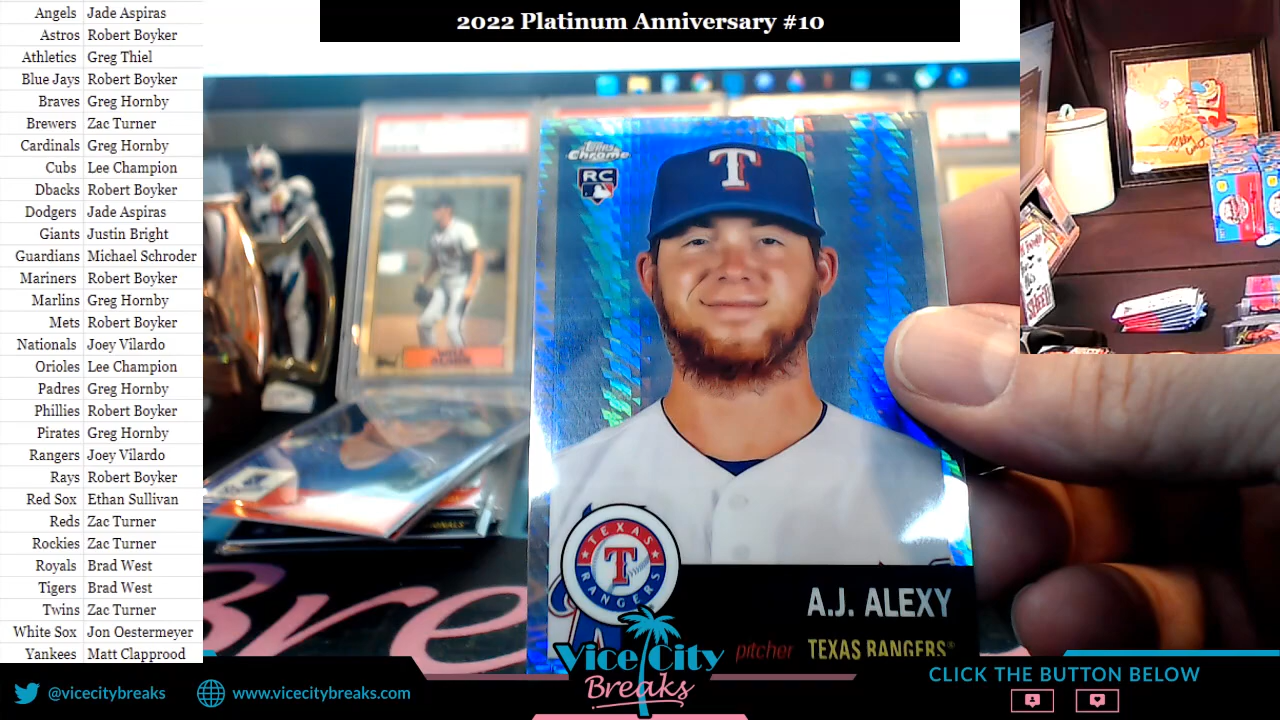 2022 Platinum Anniversary #10
Angels Jade Aspiras
Astros Robert Boyker
Athletics Greg Thiel
Blue Jays Robert Boyker
Braves Greg Hornby
Brewers Zac Turner
Cardinals Greg Hornby
Cubs Lee Champion
Dbacks Robert Boyker
Dodgers Jade Aspiras
Giants Justin Bright
Guardians Michael Schroder
Mariners Robert Boyker
Marlins Greg Hornby
Mets Robert Boyker
Nationals Joey Vilardo
Orioles Lee Champion
Padres Greg Hornby
Phillies Robert Boyker
Pirates Greg Hornby
Rangers Joey Vilardo
Rays Robert Boyker
Red Sox Ethan Sullivan
Reds Zac Turner
Rockies Zac Turner
Royals Brad West
Tigers Brad West
Twins Zac Turner
White Sox Jon Oestermeyer
Yankees Matt Clapprood
Topps
Chrome
RC
T
TEXAS
T
RANGERS
A.J. ALEXY
pitcher TEXAS RANGERS®
Bre
Vice City
Breaks
@vicecitybreaks
www.vicecitybreaks.com
CLICK THE BUTTON BELOW